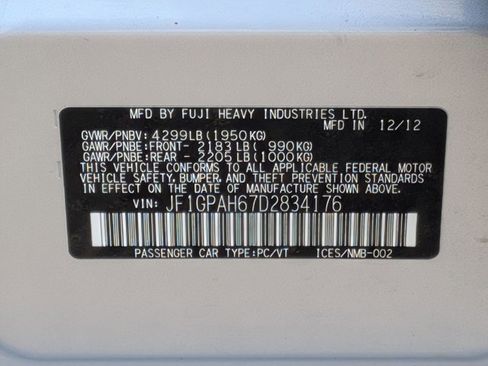 MFD BY FUJI HEAVY INDUSTRIES LTD.
MFD IN 12/12
GVWR/PNBV: 4299LB(1950KG)
GAWR/PNBE:FRONT- 2183LB( 990KG)
GAWR/PNBE:REAR - 2205LB(1000KG)
THIS VEHICLE CONFORMS TO ALL APPLICABLE FEDERAL MOTOR
VEHICLE SAFETY, BUMPER, AND THEFT PREVENTION STANDARDS
IN EFFECT ON THE DATE OF MANUFACTURE SHOWN ABOVE.
VIN: JF1GPAH67D2834176
PASSENGER CAR TYPE:PC/VT ICES/NMB-002